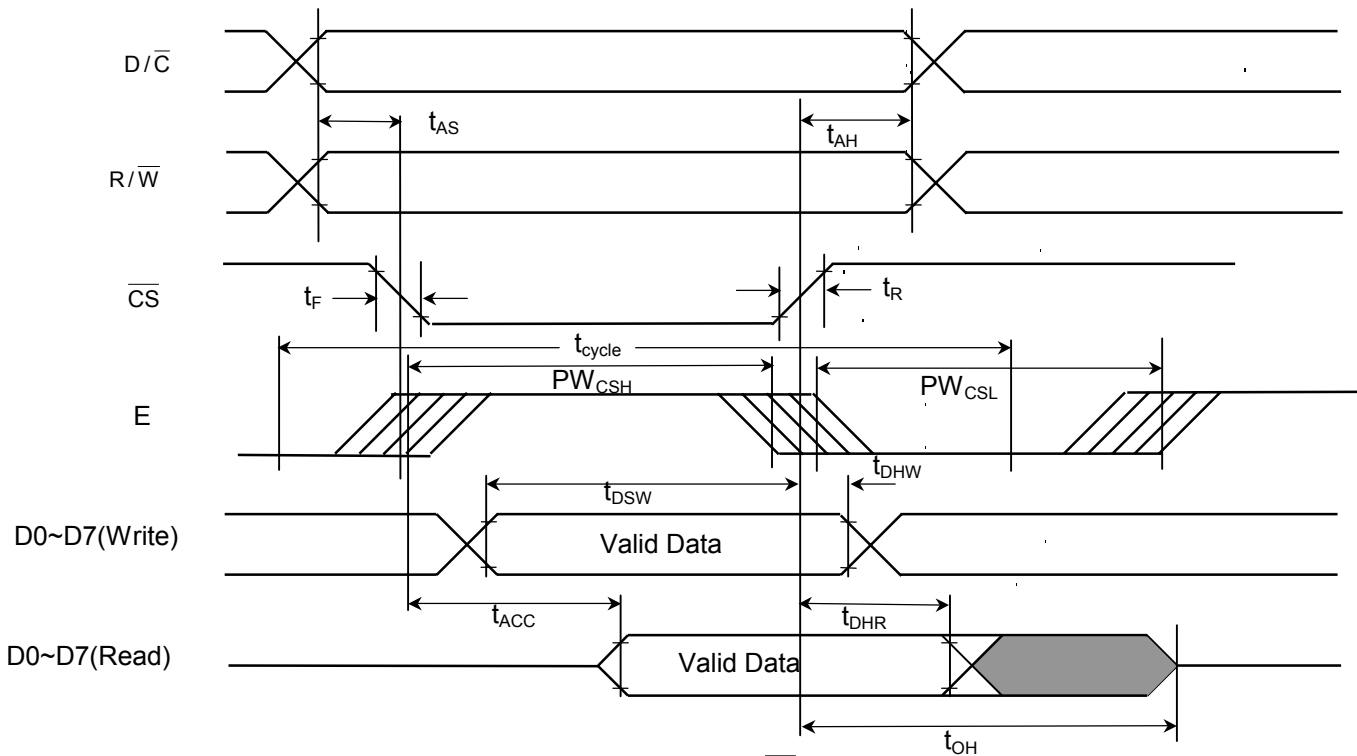 D/C̅
t_AS
t_AH
R/W̅
C̅S̅
t_F
t_R
t_cycle
PW_CSH
PW_CSL
E
t_DHW
t_DSW
D0~D7(Write)
Valid Data
t_ACC
t_DHR
D0~D7(Read)
Valid Data
t_OH